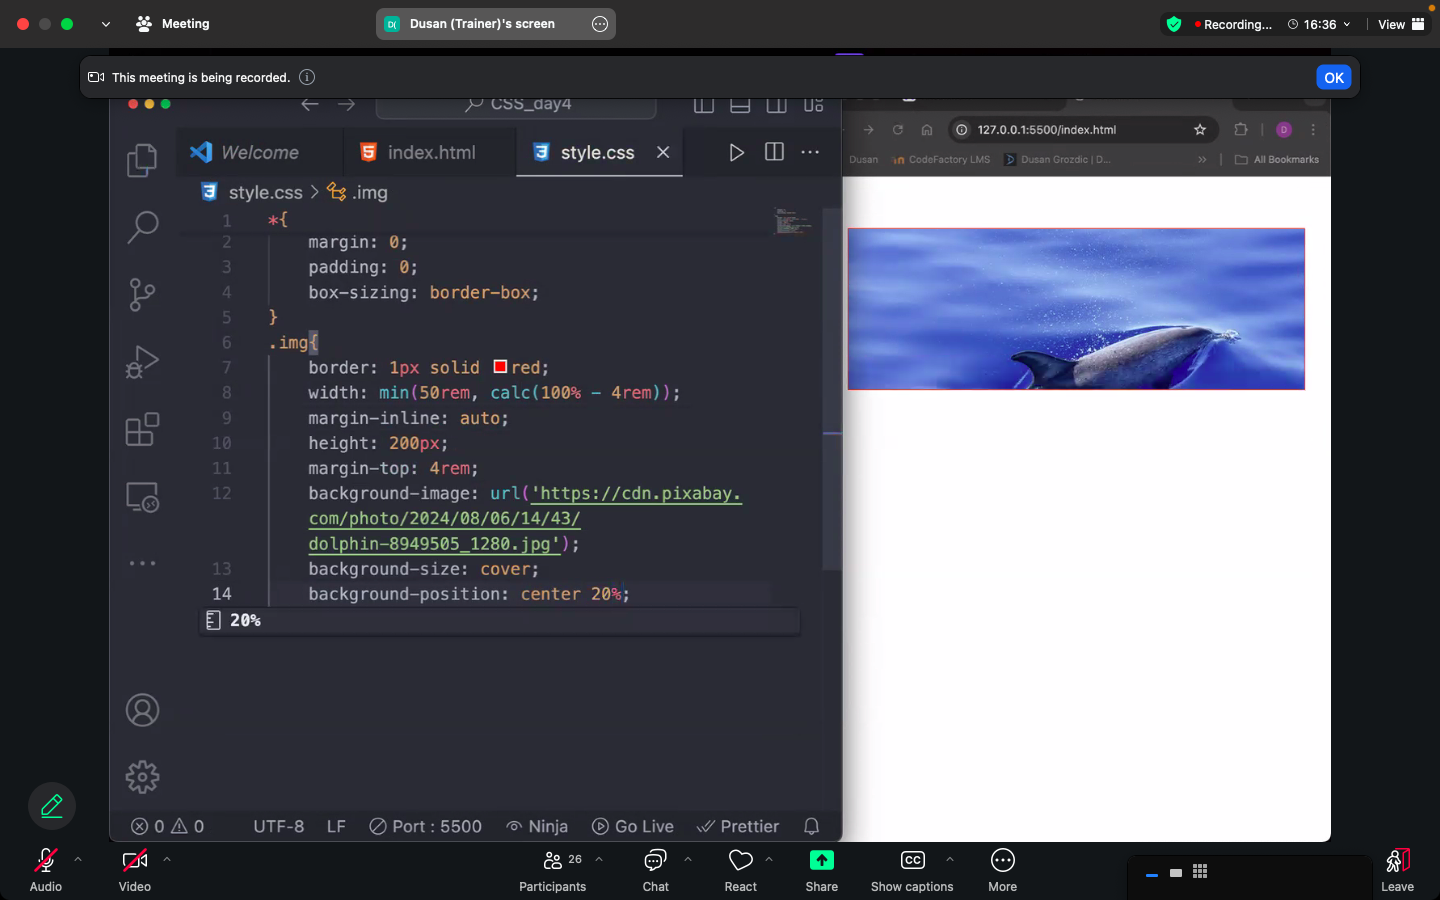 Meeting
D( Dusan (Trainer)'s screen
Recording...
16:36
View
This meeting is being recorded.
OK
CSS_day4
Welcome
index.html
style.css
style.css > .img
1 *{
2 margin: 0;
3 padding: 0;
4 box-sizing: border-box;
5 }
6 .img{
7 border: 1px solid red;
8 width: min(50rem, calc(100% - 4rem));
9 margin-inline: auto;
10 height: 200px;
11 margin-top: 4rem;
12 background-image: url('https://cdn.pixabay.
com/photo/2024/08/06/14/43/
dolphin-8949505_1280.jpg');
13 background-size: cover;
14 background-position: center 20%;
20%
0 0 UTF-8 LF Port : 5500 Ninja Go Live Prettier
127.0.0.1:5500/index.html
D
Dusan
CodeFactory LMS
Dusan Grozdic | D...
»
All Bookmarks
Audio
Video
Participants
26
Chat
React
Share
CC
Show captions
More
Leave